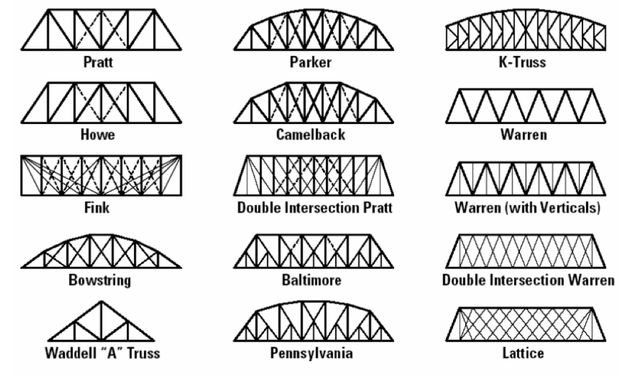 Pratt
Parker
K-Truss
Howe
Camelback
Warren
Fink
Double Intersection Pratt
Warren (with Verticals)
Bowstring
Baltimore
Double Intersection Warren
Waddell "A" Truss
Pennsylvania
Lattice